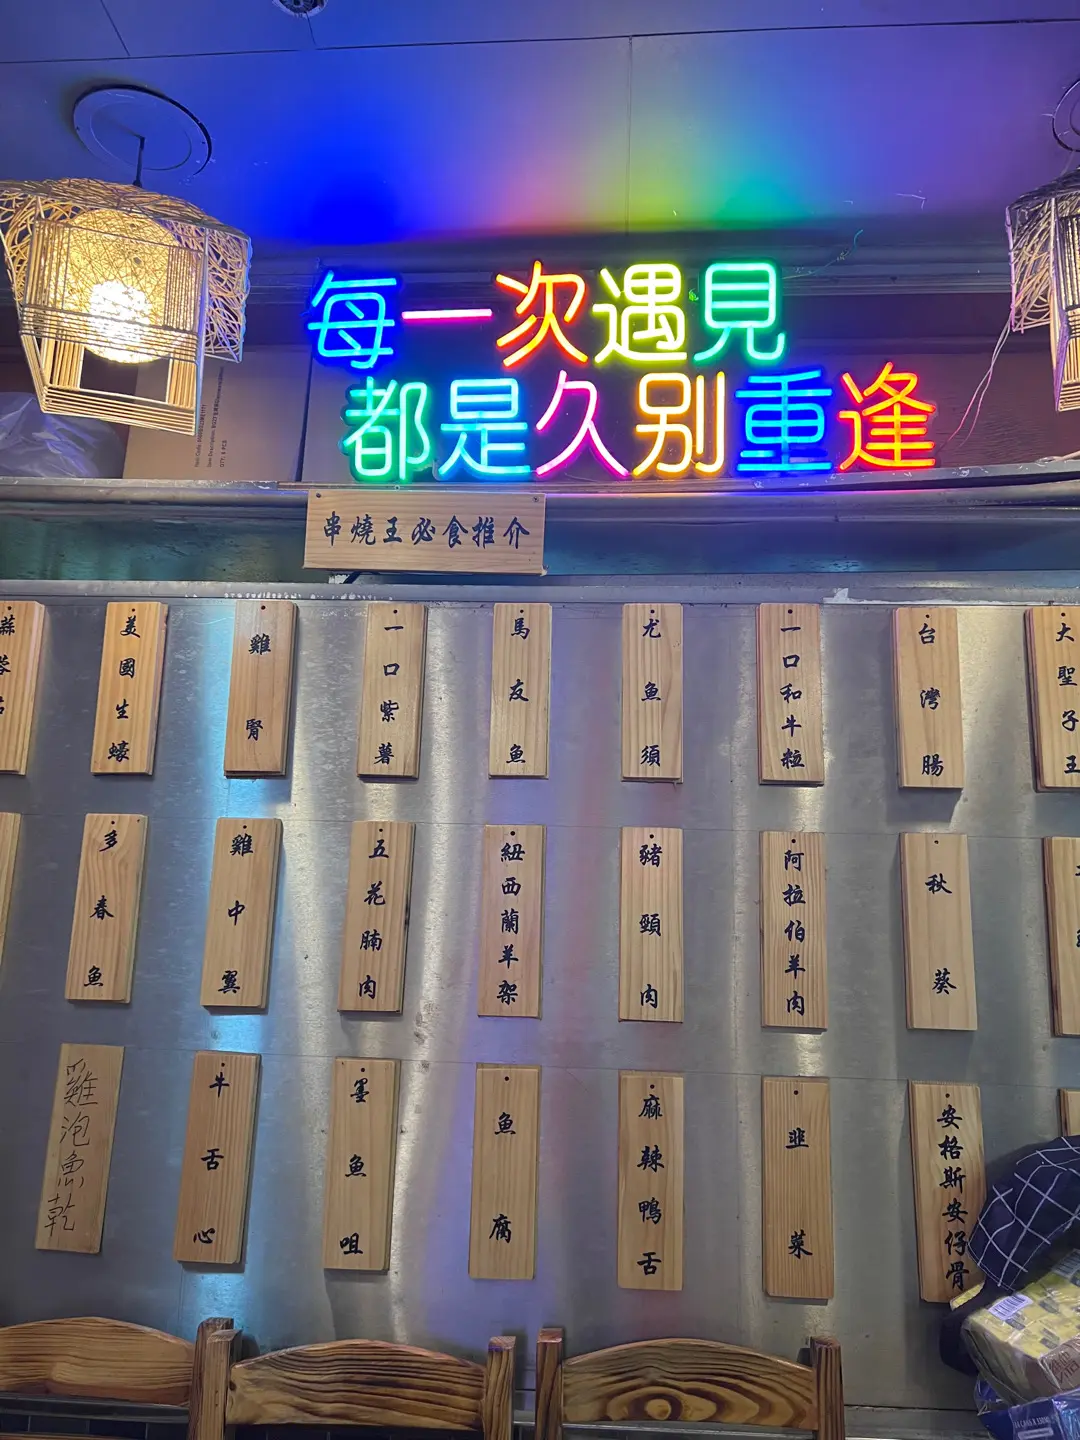 每一次遇見
都是久别重逢
串燒王必食推介
美國生蠔
雞腎
一口紫薯
馬友魚
尤魚須
一口和牛粒
台灣腸
大聖子王
多春魚
雞中翼
五花腩肉
紐西蘭羊架
豬頸肉
阿拉伯羊肉
秋葵
雞泡魚乾
牛舌心
墨魚咀
魚腐
麻辣鴨舌
韭菜
安格斯安仔骨